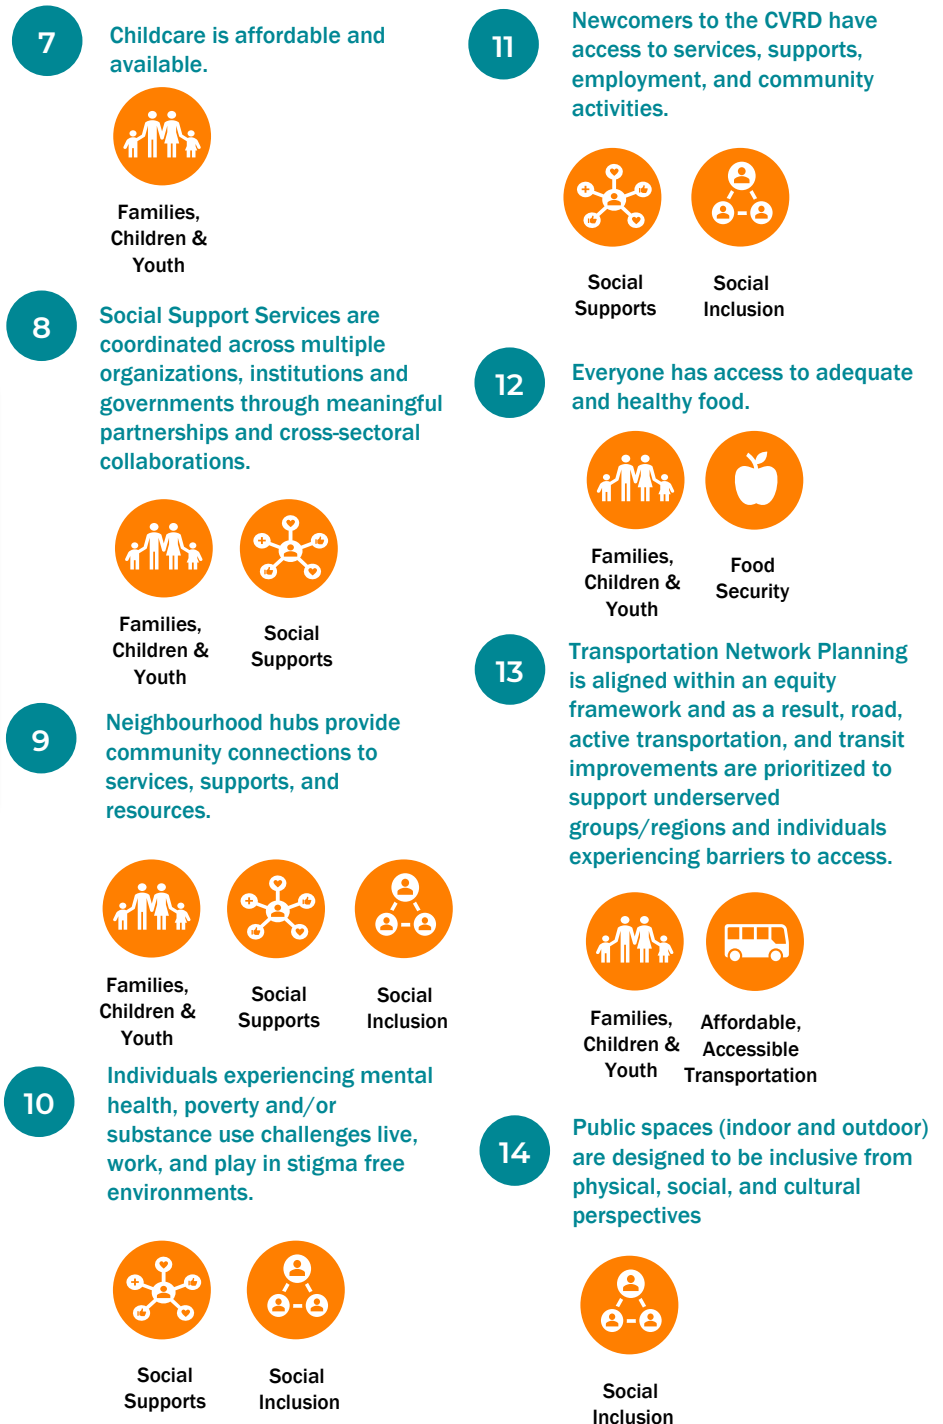 7
Childcare is affordable and
available.
Families,
Children &
Youth
8
Social Support Services are
coordinated across multiple
organizations, institutions and
governments through meaningful
partnerships and cross-sectoral
collaborations.
Families,
Children &
Youth
Social
Supports
9
Neighbourhood hubs provide
community connections to
services, supports, and
resources.
Families,
Children &
Youth
Social
Supports
Social
Inclusion
10
Individuals experiencing mental
health, poverty and/or
substance use challenges live,
work, and play in stigma free
environments.
Social
Supports
Social
Inclusion
11
Newcomers to the CVRD have
access to services, supports,
employment, and community
activities.
Social
Supports
Social
Inclusion
12
Everyone has access to adequate
and healthy food.
Families,
Children &
Youth
Food
Security
13
Transportation Network Planning
is aligned within an equity
framework and as a result, road,
active transportation, and transit
improvements are prioritized to
support underserved
groups/regions and individuals
experiencing barriers to access.
Families,
Children &
Youth
Affordable,
Accessible
Transportation
14
Public spaces (indoor and outdoor)
are designed to be inclusive from
physical, social, and cultural
perspectives
Social
Inclusion